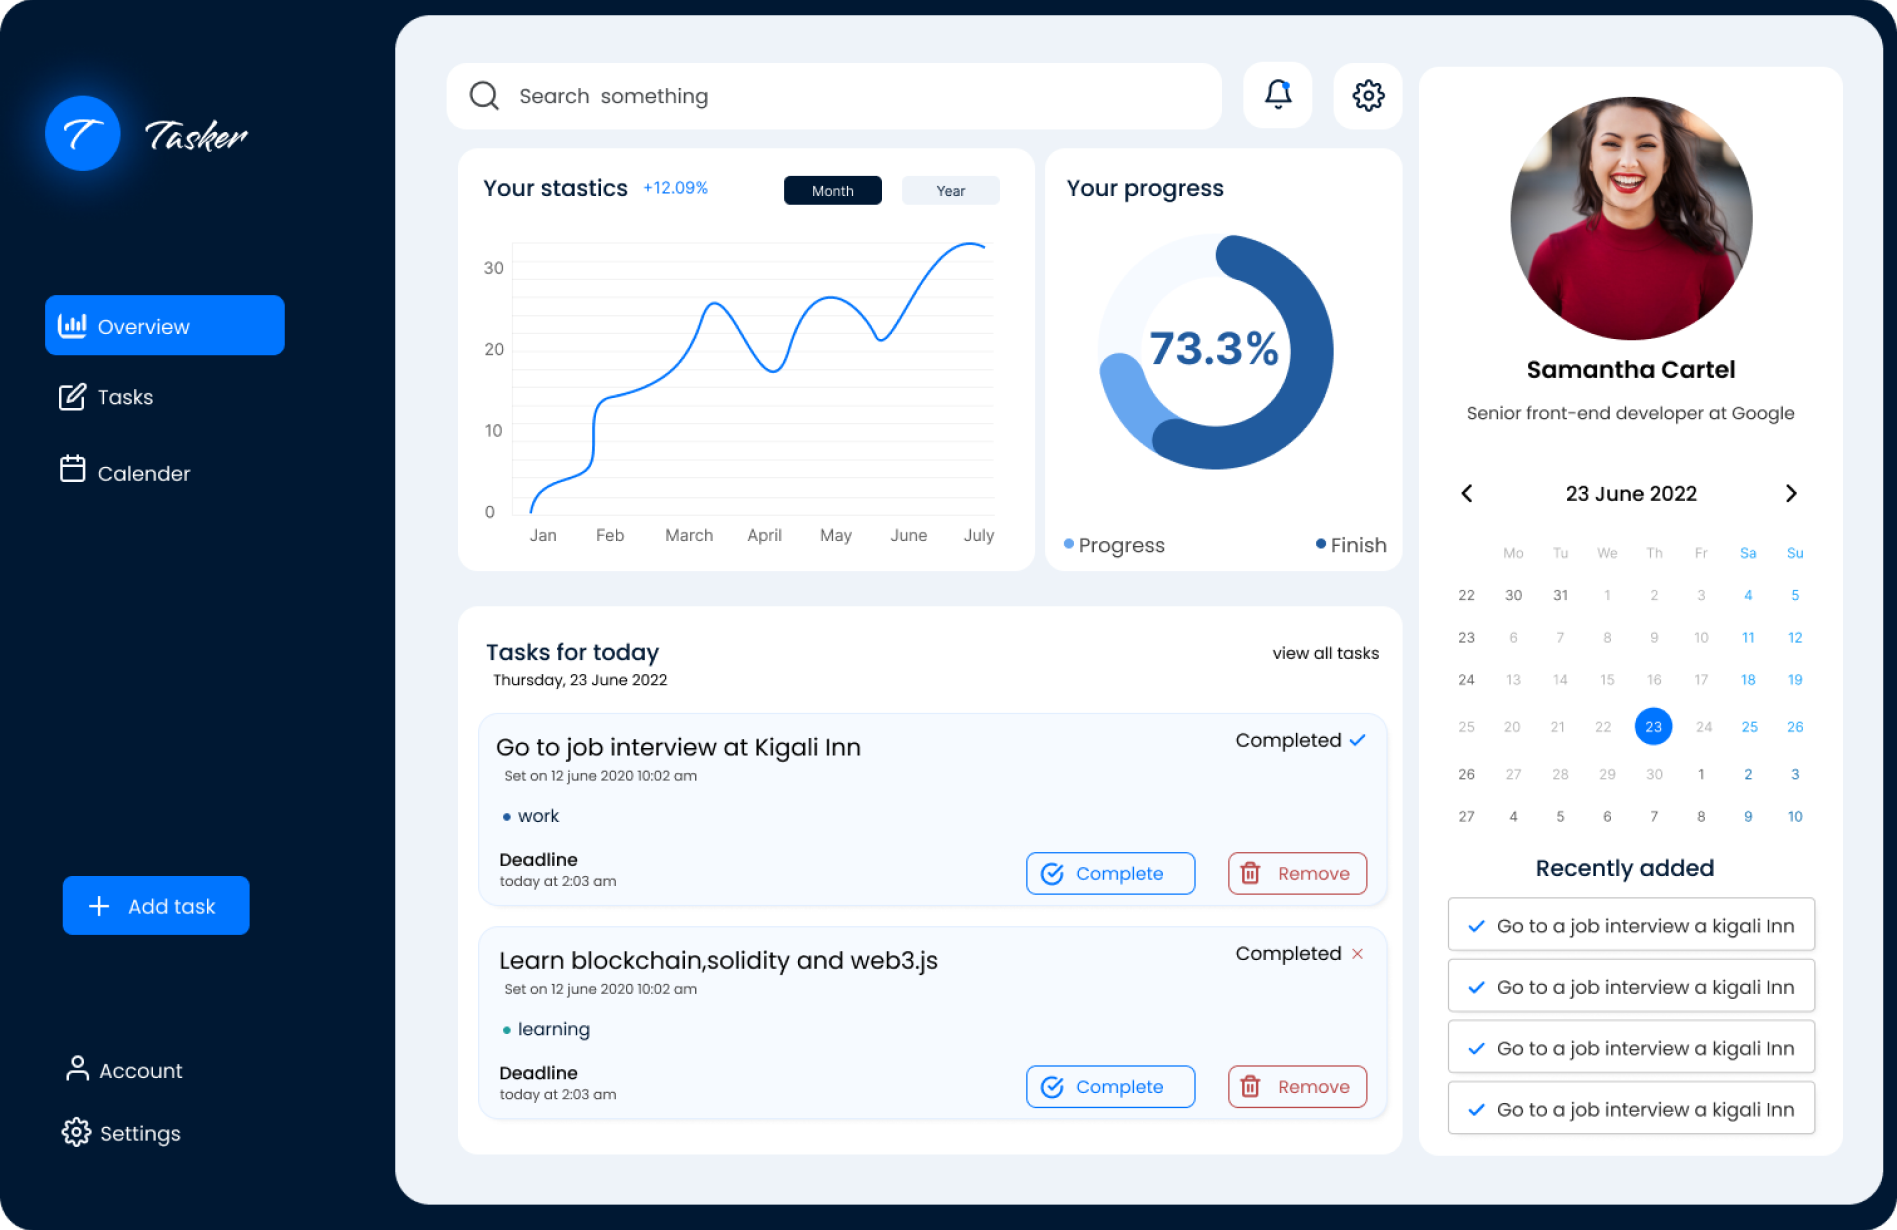 T Tasker
Overview
Tasks
Calender
Add task
Account
Settings
Search something
Your stastics +12.09% Month Year
30
20
10
0
Jan Feb March April May June July
Your progress
73.3%
Progress Finish
Tasks for today view all tasks
Thursday, 23 June 2022
Go to job interview at Kigali Inn Completed
Set on 12 june 2020 10:02 am
work
Deadline
today at 2:03 am
Complete Remove
Learn blockchain,solidity and web3.js Completed
Set on 12 june 2020 10:02 am
learning
Deadline
today at 2:03 am
Complete Remove
Samantha Cartel
Senior front-end developer at Google
23 June 2022
Mo Tu We Th Fr Sa Su
22 30 31 1 2 3 4 5
23 6 7 8 9 10 11 12
24 13 14 15 16 17 18 19
25 20 21 22 23 24 25 26
26 27 28 29 30 1 2 3
27 4 5 6 7 8 9 10
Recently added
Go to a job interview a kigali Inn
Go to a job interview a kigali Inn
Go to a job interview a kigali Inn
Go to a job interview a kigali Inn